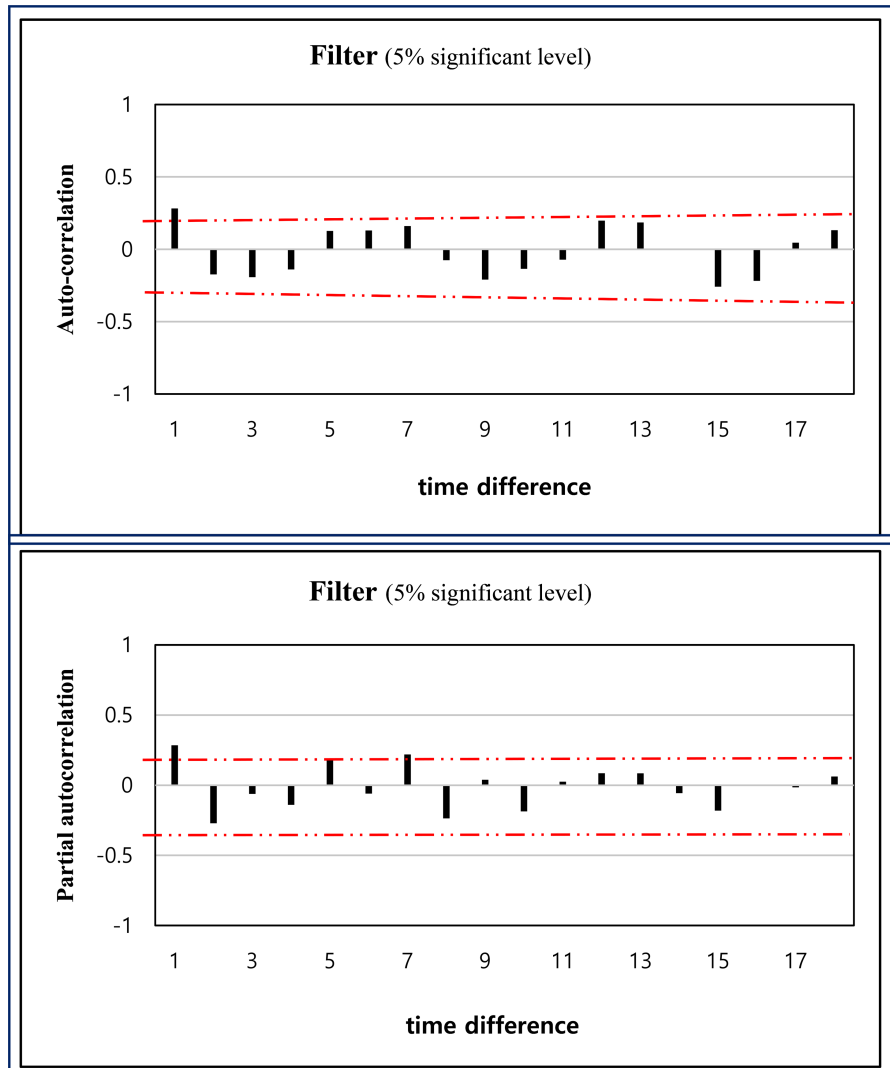 Filter (5% significant level)
1
0.5
0
-0.5
-1
Auto-correlation
1 3 5 7 9 11 13 15 17
time difference
Filter (5% significant level)
1
0.5
0
-0.5
-1
Partial autocorrelation
1 3 5 7 9 11 13 15 17
time difference